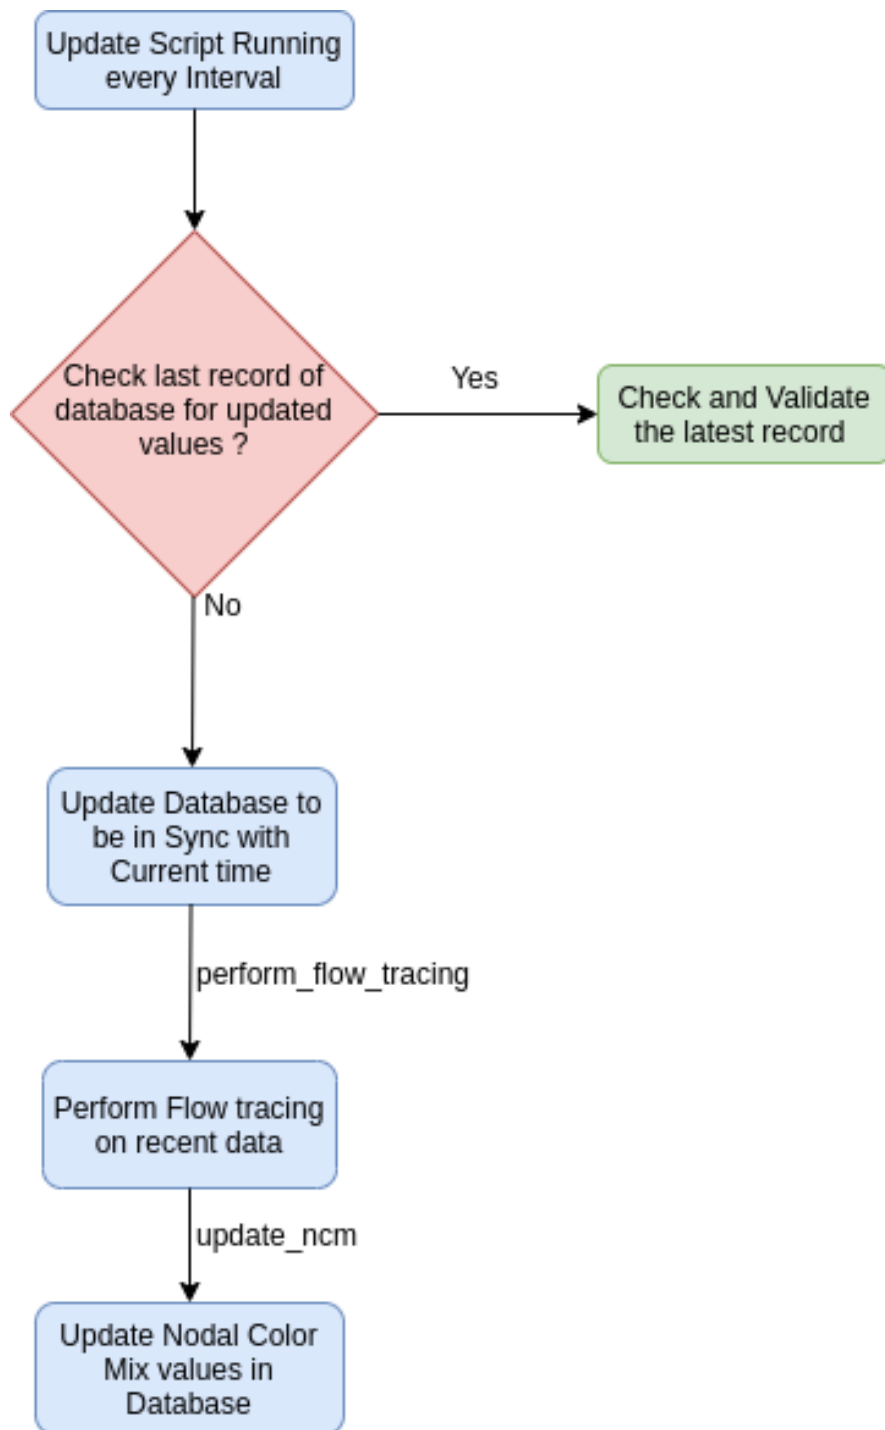 Update Script Running
every Interval
Check last record of
database for updated
values ?
Yes
Check and Validate
the latest record
No
Update Database to
be in Sync with
Current time
perform_flow_tracing
Perform Flow tracing
on recent data
update_ncm
Update Nodal Color
Mix values in
Database